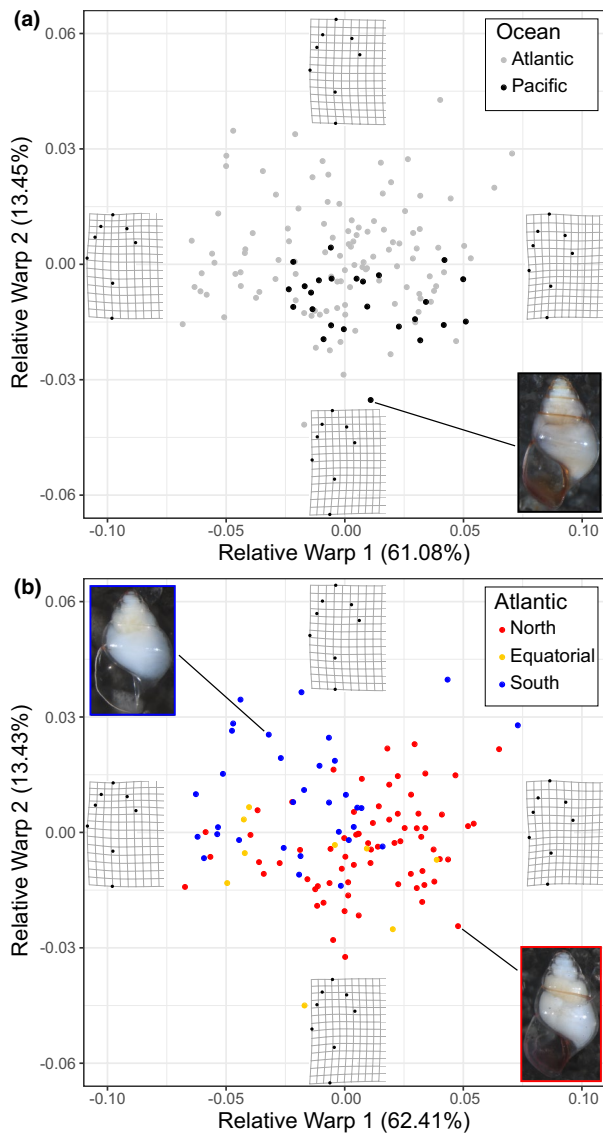 (a)
Ocean
Atlantic
Pacific
0.06
0.03
0.00
-0.03
-0.06
Relative Warp 2 (13.45%)
-0.10
-0.05
0.00
0.05
0.10
Relative Warp 1 (61.08%)
(b)
Atlantic
North
Equatorial
South
0.06
0.03
0.00
-0.03
-0.06
Relative Warp 2 (13.43%)
-0.10
-0.05
0.00
0.05
0.10
Relative Warp 1 (62.41%)